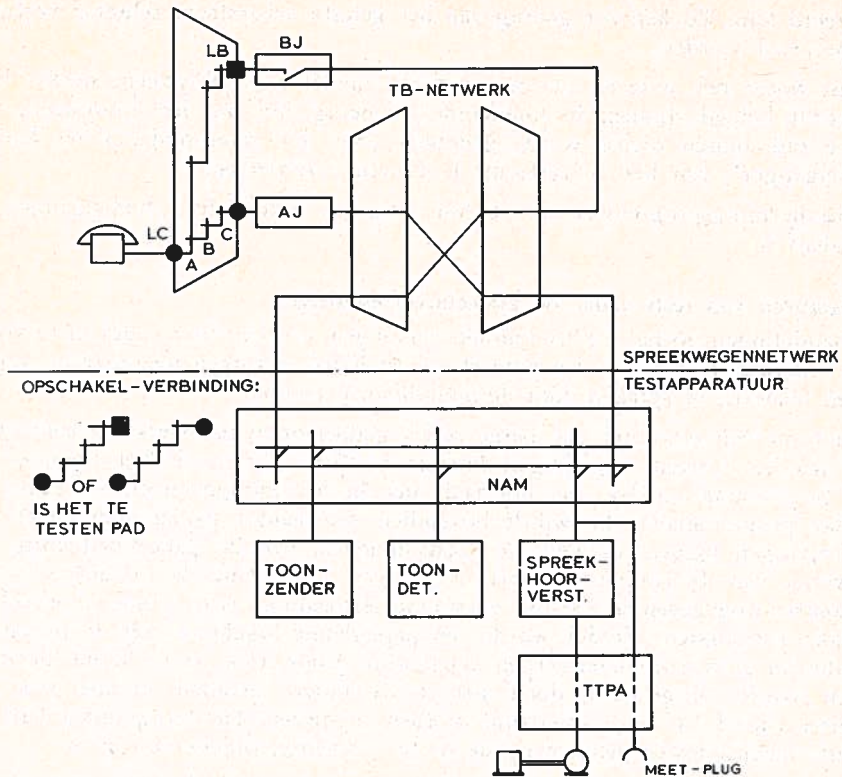 LB
BJ
TB-NETWERK
LC
A
B
C
AJ
SPREEKWEGENNETWERK
OPSCHAKEL-VERBINDING:
TESTAPPARATUUR
OF
IS HET TE
TESTEN PAD
NAM
TOON-
ZENDER
TOON-
DET.
SPREEK-
HOOR-
VERST.
TTPA
MEET-PLUG